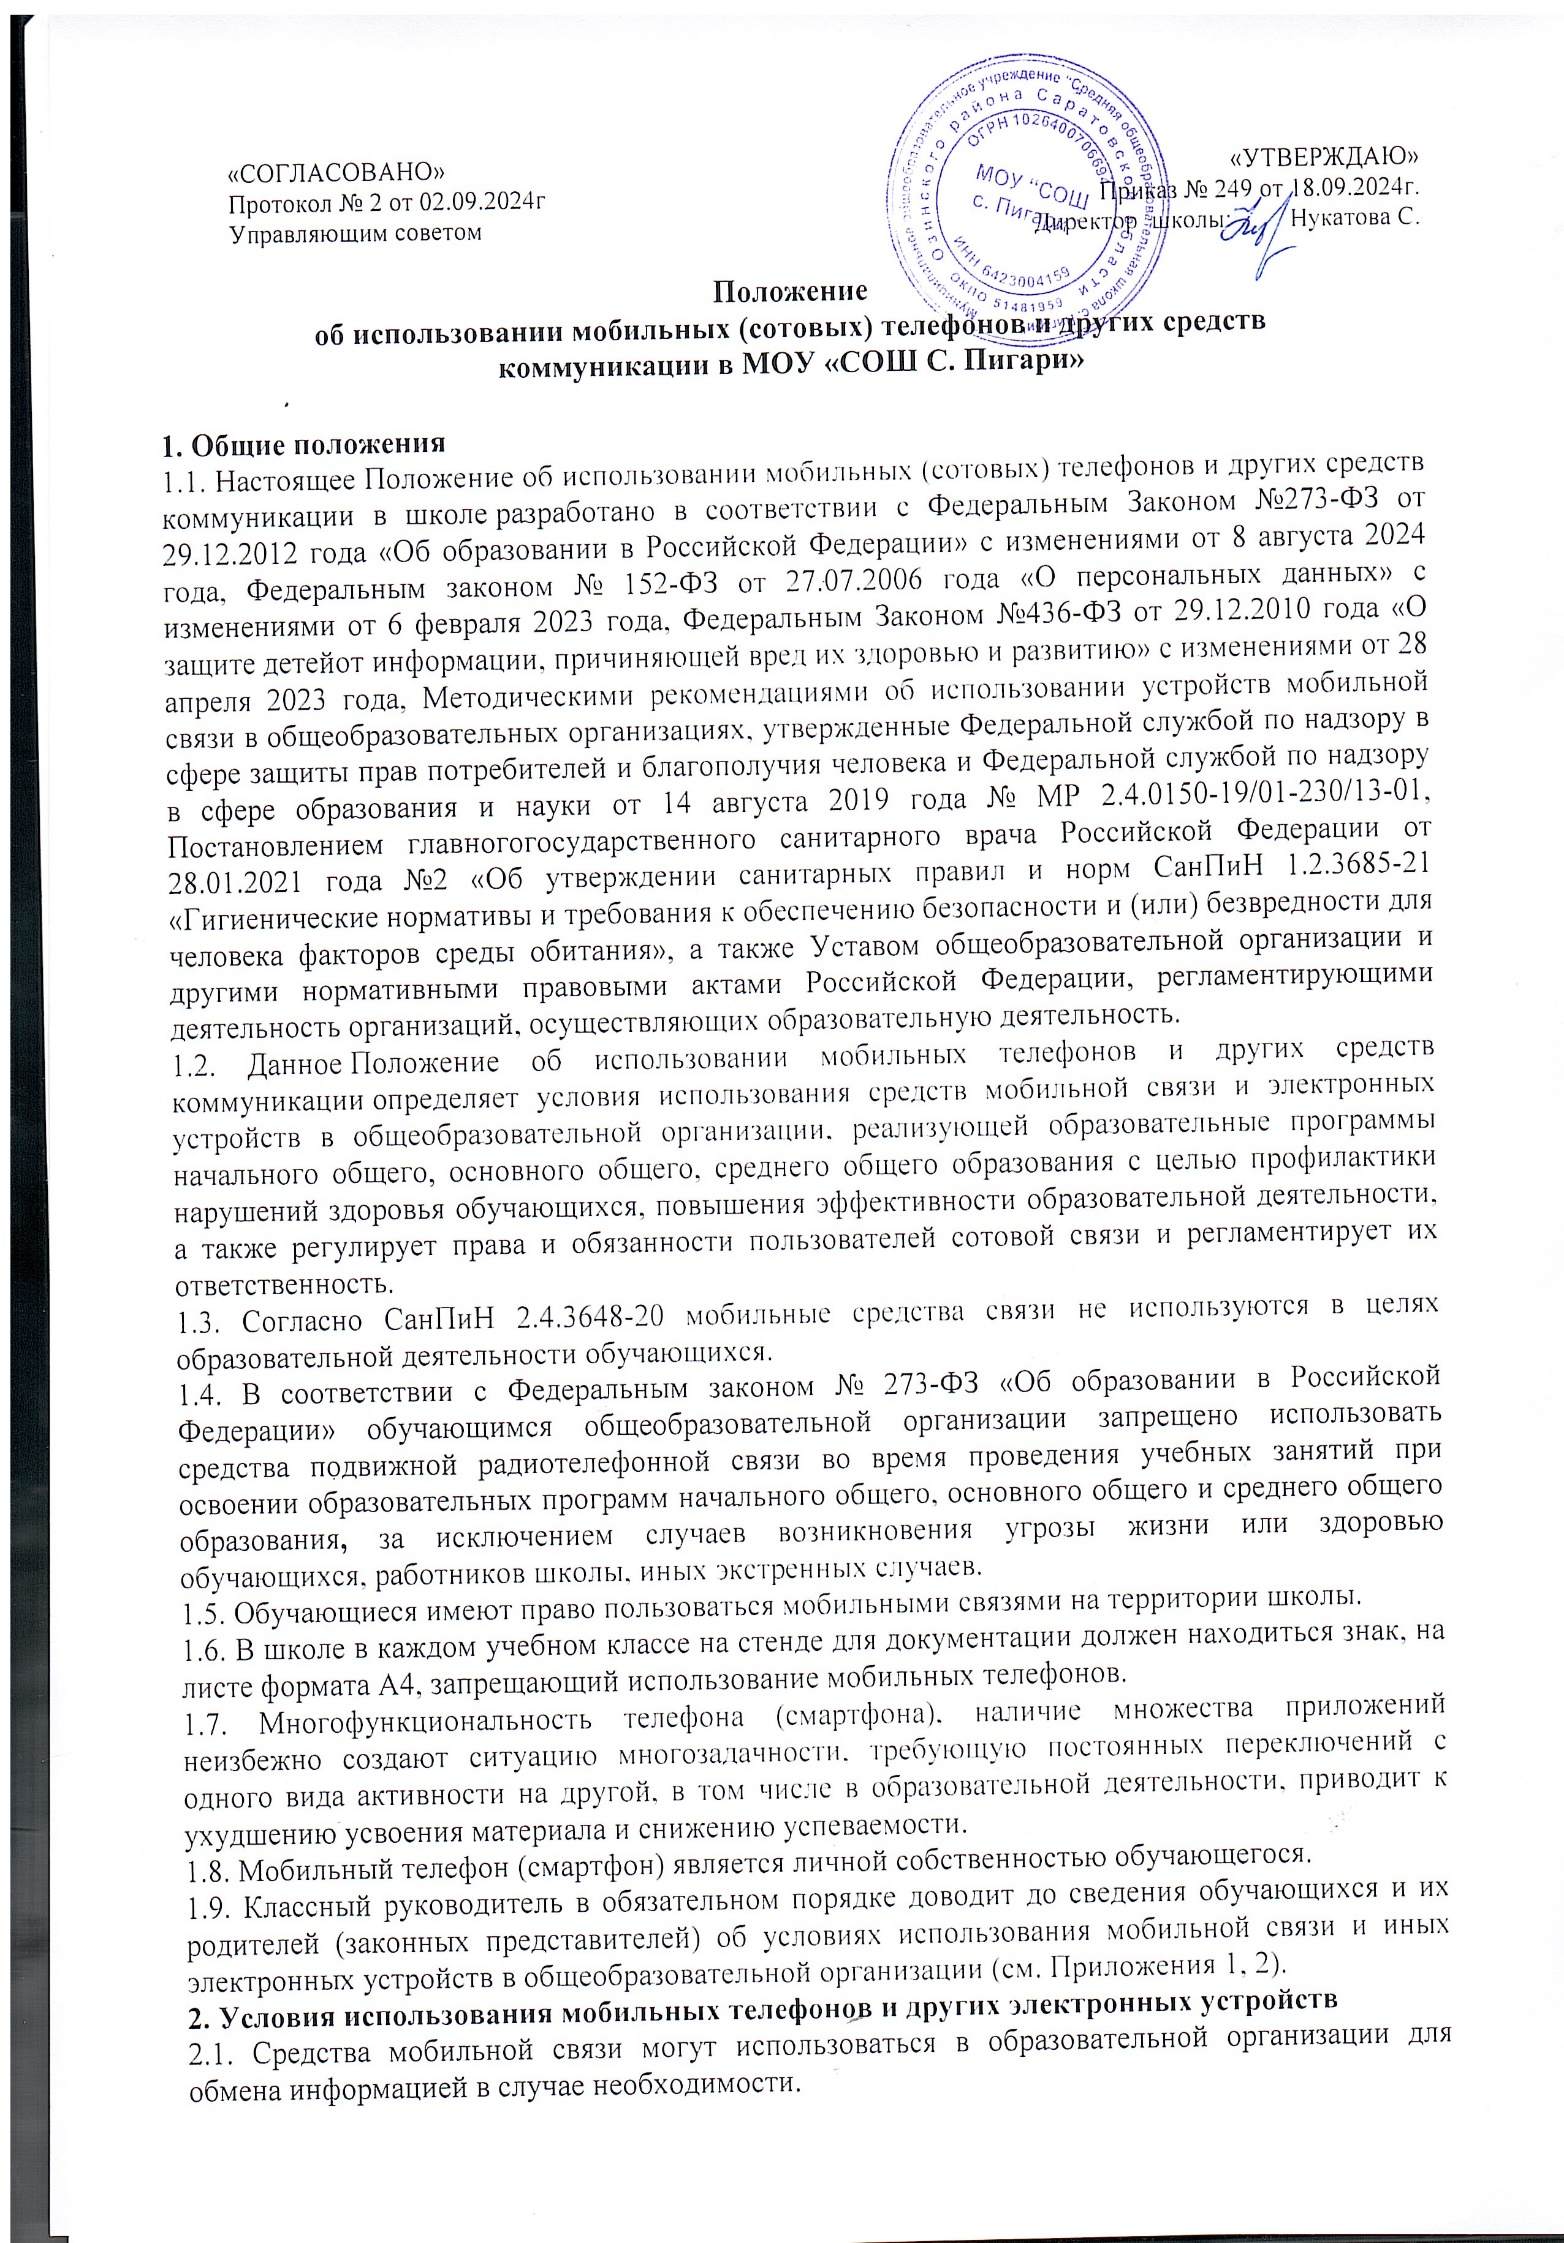 «СОГЛАСОВАНО»
Протокол № 2 от 02.09.2024г
Управляющим советом
«УТВЕРЖДАЮ»
Приказ № 249 от 18.09.2024г.
Директор школы: Нукатова С.
Муниципальное общеобразовательное учреждение "Средняя общеобразовательная школа с. Пигари"
Озинского района Саратовской области
ОГРН 1026400706694
МОУ "СОШ
с. Пигари"
ИНН 6423004159
ОКПО 51481959
Положение
об использовании мобильных (сотовых) телефонов и других средств
коммуникации в МОУ «СОШ С. Пигари»
1. Общие положения
1.1. Настоящее Положение об использовании мобильных (сотовых) телефонов и других средств
коммуникации в школе разработано в соответствии с Федеральным Законом №273-ФЗ от
29.12.2012 года «Об образовании в Российской Федерации» с изменениями от 8 августа 2024
года, Федеральным законом № 152-ФЗ от 27.07.2006 года «О персональных данных» с
изменениями от 6 февраля 2023 года, Федеральным Законом №436-ФЗ от 29.12.2010 года «О
защите детейот информации, причиняющей вред их здоровью и развитию» с изменениями от 28
апреля 2023 года, Методическими рекомендациями об использовании устройств мобильной
связи в общеобразовательных организациях, утвержденные Федеральной службой по надзору в
сфере защиты прав потребителей и благополучия человека и Федеральной службой по надзору
в сфере образования и науки от 14 августа 2019 года № МР 2.4.0150-19/01-230/13-01,
Постановлением главногогосударственного санитарного врача Российской Федерации от
28.01.2021 года №2 «Об утверждении санитарных правил и норм СанПиН 1.2.3685-21
«Гигиенические нормативы и требования к обеспечению безопасности и (или) безвредности для
человека факторов среды обитания», а также Уставом общеобразовательной организации и
другими нормативными правовыми актами Российской Федерации, регламентирующими
деятельность организаций, осуществляющих образовательную деятельность.
1.2. Данное Положение об использовании мобильных телефонов и других средств
коммуникации определяет условия использования средств мобильной связи и электронных
устройств в общеобразовательной организации, реализующей образовательные программы
начального общего, основного общего, среднего общего образования с целью профилактики
нарушений здоровья обучающихся, повышения эффективности образовательной деятельности,
а также регулирует права и обязанности пользователей сотовой связи и регламентирует их
ответственность.
1.3. Согласно СанПиН 2.4.3648-20 мобильные средства связи не используются в целях
образовательной деятельности обучающихся.
1.4. В соответствии с Федеральным законом № 273-ФЗ «Об образовании в Российской
Федерации» обучающимся общеобразовательной организации запрещено использовать
средства подвижной радиотелефонной связи во время проведения учебных занятий при
освоении образовательных программ начального общего, основного общего и среднего общего
образования, за исключением случаев возникновения угрозы жизни или здоровью
обучающихся, работников школы, иных экстренных случаев.
1.5. Обучающиеся имеют право пользоваться мобильными связями на территории школы.
1.6. В школе в каждом учебном классе на стенде для документации должен находиться знак, на
листе формата А4, запрещающий использование мобильных телефонов.
1.7. Многофункциональность телефона (смартфона), наличие множества приложений
неизбежно создают ситуацию многозадачности, требующую постоянных переключений с
одного вида активности на другой, в том числе в образовательной деятельности, приводит к
ухудшению усвоения материала и снижению успеваемости.
1.8. Мобильный телефон (смартфон) является личной собственностью обучающегося.
1.9. Классный руководитель в обязательном порядке доводит до сведения обучающихся и их
родителей (законных представителей) об условиях использования мобильной связи и иных
электронных устройств в общеобразовательной организации (см. Приложения 1, 2).
2. Условия использования мобильных телефонов и других электронных устройств
2.1. Средства мобильной связи могут использоваться в образовательной организации для
обмена информацией в случае необходимости.